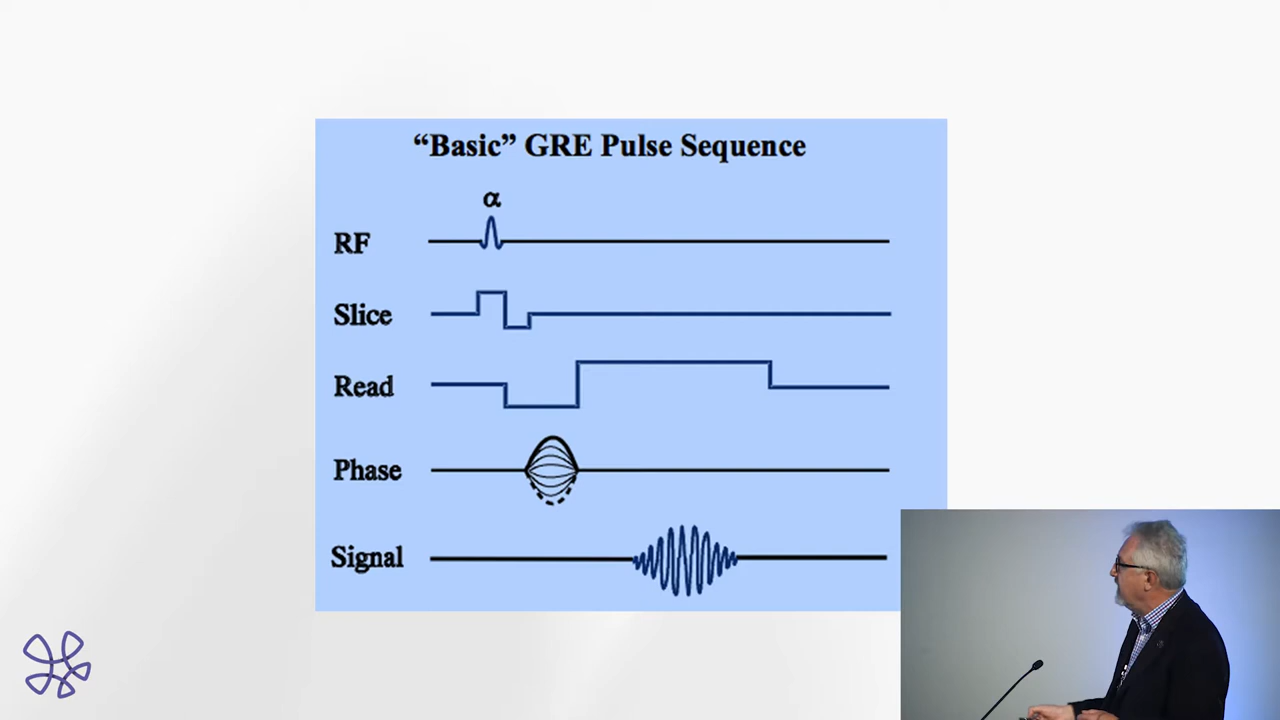 “Basic” GRE Pulse Sequence
α
RF
Slice
Read
Phase
Signal